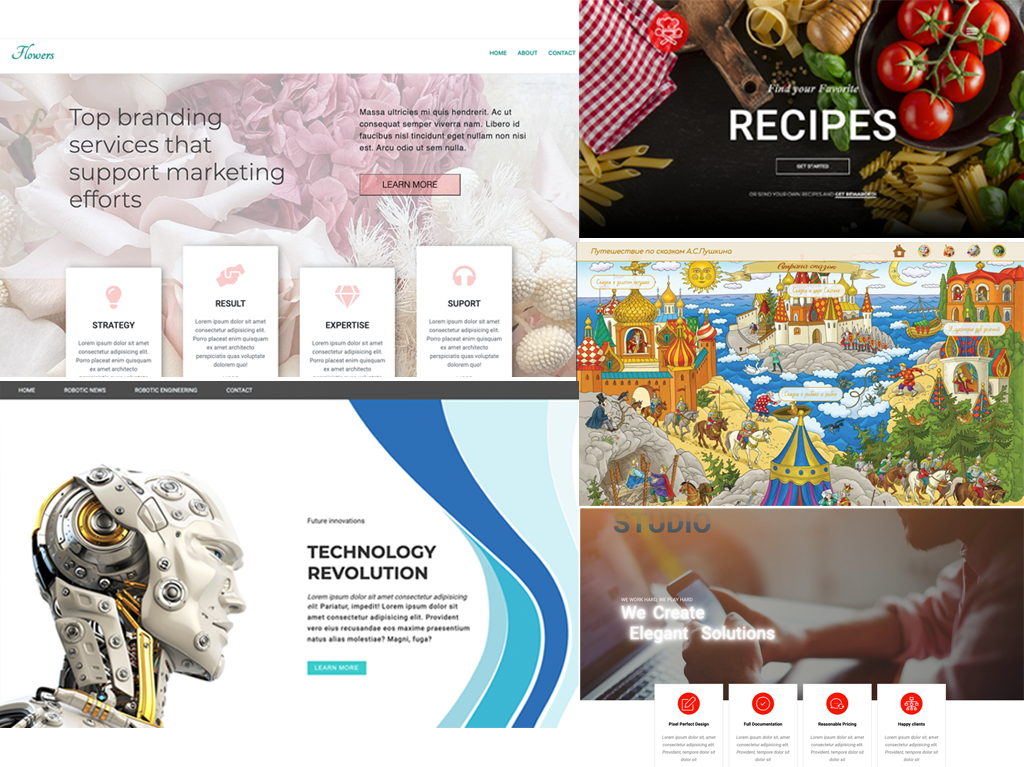 Flowers
HOME ABOUT CONTACT
Top branding
services that
support marketing
efforts
Massa ultricies mi quis hendrerit. Ac ut
consequat semper viverra nam. Libero id
faucibus nisl tincidunt eget nullam non nisi
est. Arcu odio ut sem nulla.
LEARN MORE
STRATEGY
Lorem ipsum dolor sit amet
consectetur adipisicing elit.
Porro placeat enim quisquam
ex amet architecto
perspiciatis quas voluptate
RESULT
Lorem ipsum dolor sit amet
consectetur adipisicing elit.
Porro placeat enim quisquam
ex amet architecto
perspiciatis quas voluptate
dolorem quo!
EXPERTISE
Lorem ipsum dolor sit amet
consectetur adipisicing elit.
Porro placeat enim quisquam
ex amet architecto
perspiciatis quas voluptate
SUPORT
Lorem ipsum dolor sit amet
consectetur adipisicing elit.
Porro placeat enim quisquam
ex amet architecto
perspiciatis quas voluptate
dolorem quo!
Find your Favorite
RECIPES
GET STARTED
OR SEND YOUR OWN RECIPES AND GET REWARDED!
Путешествие по сказкам А.С.Пушкина
Страна сказок
HOME ROBOTIC NEWS ROBOTIC ENGINEERING CONTACT
Future innovations
TECHNOLOGY
REVOLUTION
Lorem ipsum dolor sit amet consectetur adipisicing
elit. Pariatur, impedit! Lorem ipsum dolor sit
amet consectetur adipisicing elit. Provident
vero eius recusandae eos maxime praesentium
natus alias molestiae? Magni, fuga?
LEARN MORE
STUDIO
WE WORK HARD, WE PLAY HARD
We Create
Elegant Solutions
Pixel Perfect Design
Lorem ipsum dolor sit, amet
consectetur adipisicing elit.
Provident, tempore dolor
dolor sit
Full Documentation
Lorem ipsum dolor sit, amet
consectetur adipisicing elit.
Provident, tempore dolor
dolor sit
Reasonable Pricing
Lorem ipsum dolor sit, amet
consectetur adipisicing elit.
Provident, tempore dolor
dolor sit
Happy clients
Lorem ipsum dolor sit, amet
consectetur adipisicing elit.
Provident, tempore dolor
dolor sit